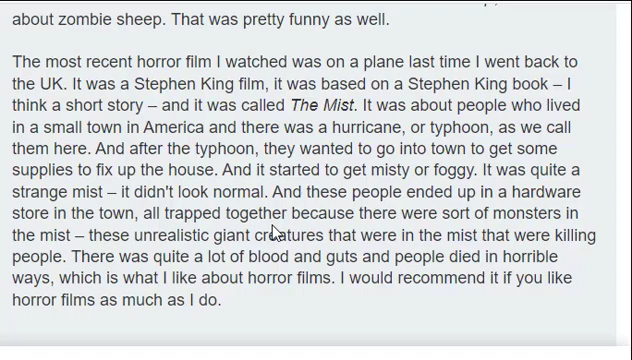 about zombie sheep. That was pretty funny as well.
The most recent horror film I watched was on a plane last time I went back to
the UK. It was a Stephen King film, it was based on a Stephen King book – I
think a short story – and it was called The Mist. It was about people who lived
in a small town in America and there was a hurricane, or typhoon, as we call
them here. And after the typhoon, they wanted to go into town to get some
supplies to fix up the house. And it started to get misty or foggy. It was quite a
strange mist – it didn't look normal. And these people ended up in a hardware
store in the town, all trapped together because there were sort of monsters in
the mist – these unrealistic giant creatures that were in the mist that were killing
people. There was quite a lot of blood and guts and people died in horrible
ways, which is what I like about horror films. I would recommend it if you like
horror films as much as I do.